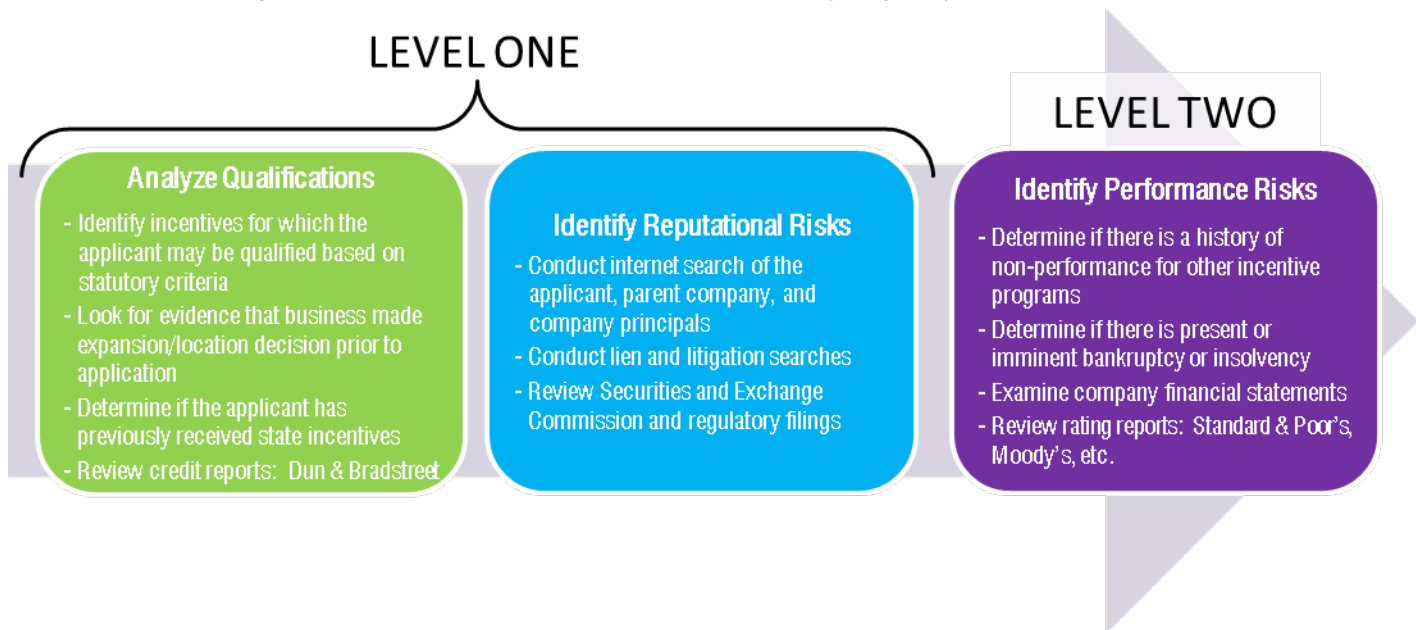 LEVEL ONE
LEVEL TWO
Analyze Qualifications
- Identify incentives for which the
applicant may be qualified based on
statutory criteria
- Look for evidence that business made
expansion/location decision prior to
application
- Determine if the applicant has
previously received state incentives
- Review credit reports: Dun & Bradstreet
Identify Reputational Risks
- Conduct internet search of the
applicant, parent company, and
company principals
- Conduct lien and litigation searches
- Review Securities and Exchange
Commission and regulatory filings
Identify Performance Risks
- Determine if there is a history of
non-performance for other incentive
programs
- Determine if there is present or
imminent bankruptcy or insolvency
- Examine company financial statements
- Review rating reports: Standard & Poor's,
Moody's, etc.